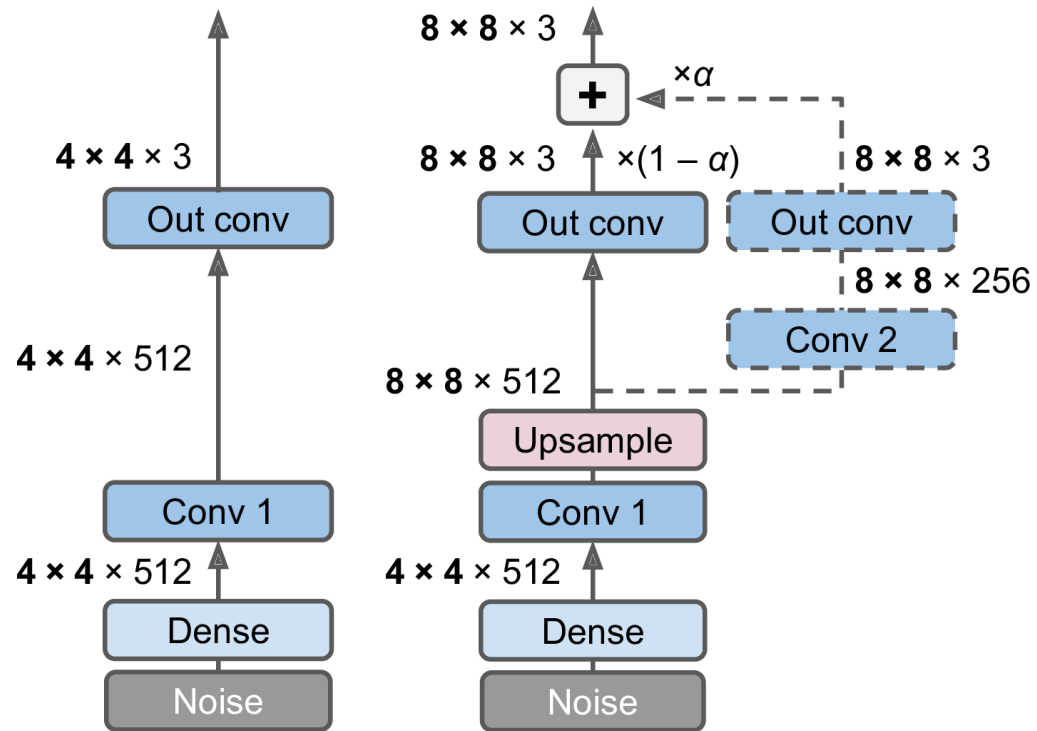 4 × 4 × 3
Out conv
4 × 4 × 512
Conv 1
4 × 4 × 512
Dense
Noise
8 × 8 × 3
+
×α
8 × 8 × 3
×(1 – α)
8 × 8 × 3
Out conv
Out conv
8 × 8 × 256
Conv 2
8 × 8 × 512
Upsample
Conv 1
4 × 4 × 512
Dense
Noise